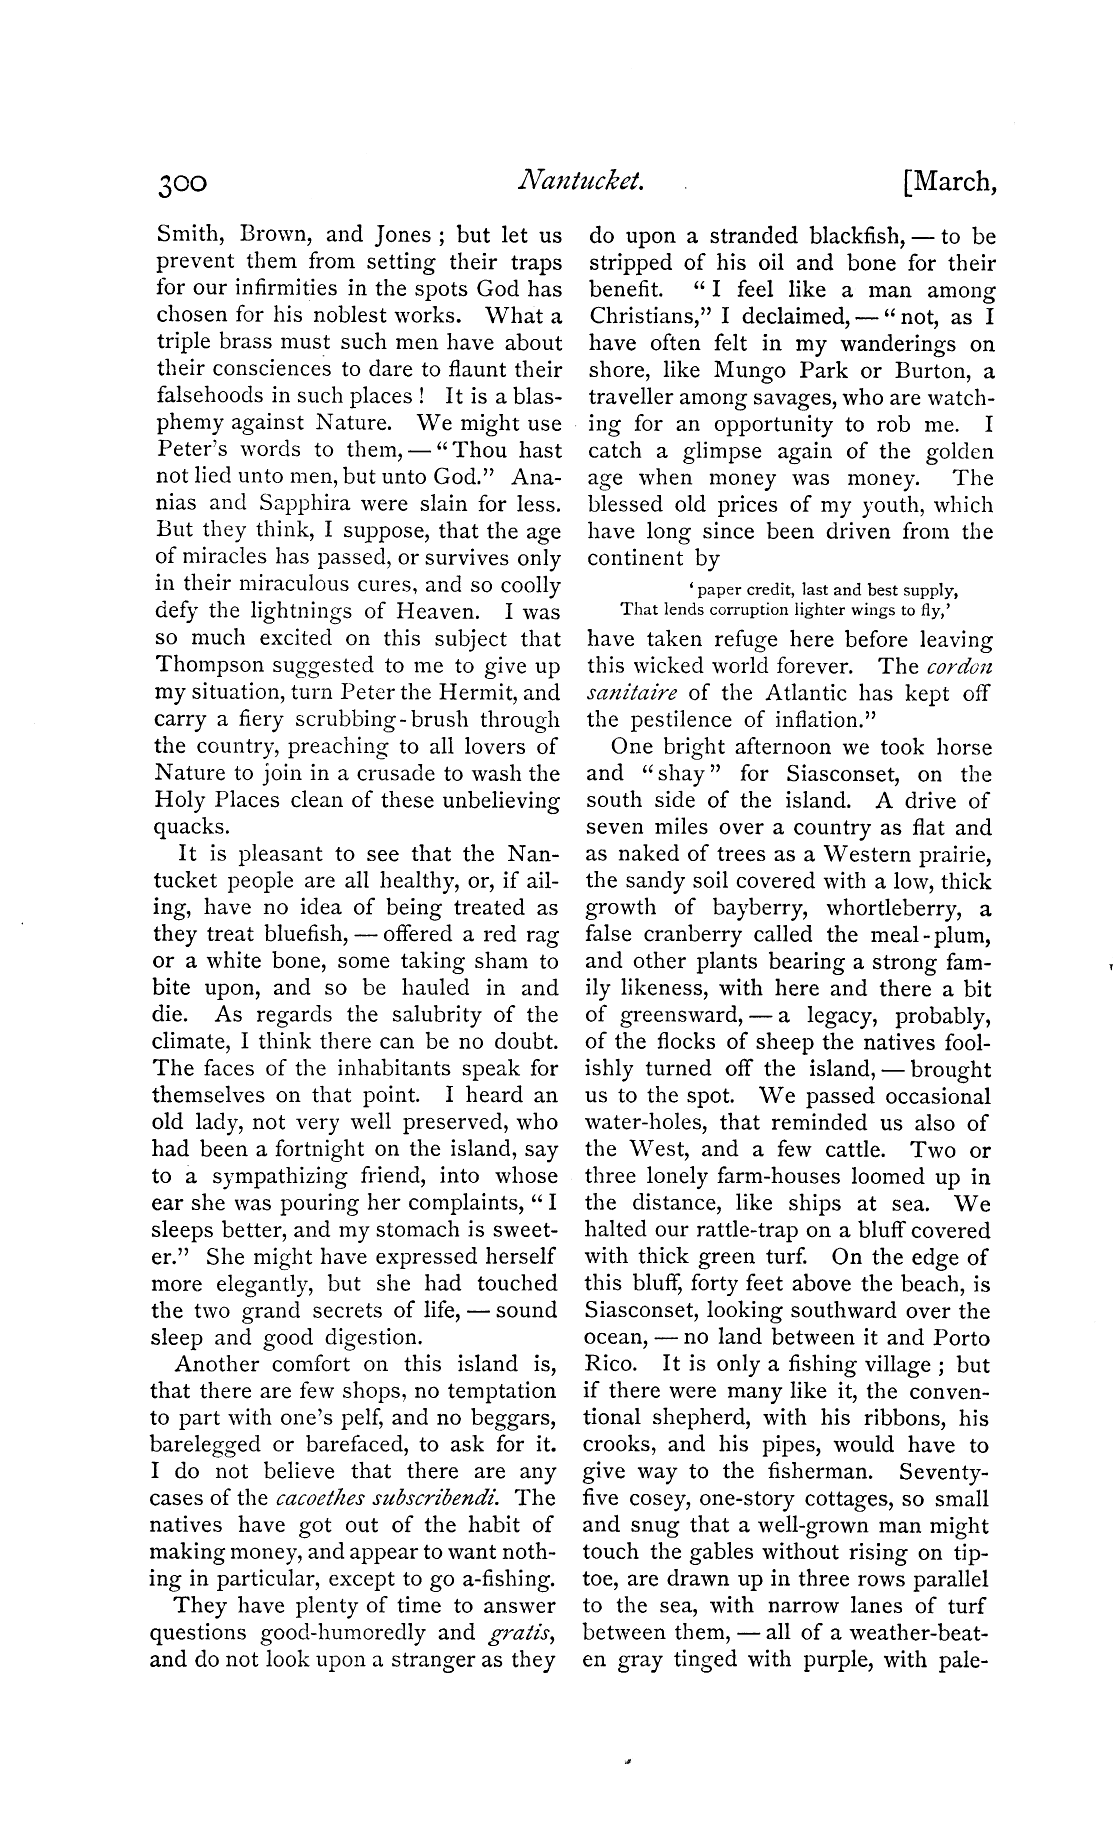 300 Nantucket. [March,
Smith, Brown, and Jones ; but let us
prevent them from setting their traps
for our infirmities in the spots God has
chosen for his noblest works. What a
triple brass must such men have about
their consciences to dare to flaunt their
falsehoods in such places ! It is a blas-
phemy against Nature. We might use
Peter's words to them, — "Thou hast
not lied unto men, but unto God." Ana-
nias and Sapphira were slain for less.
But they think, I suppose, that the age
of miracles has passed, or survives only
in their miraculous cures, and so coolly
defy the lightnings of Heaven. I was
so much excited on this subject that
Thompson suggested to me to give up
my situation, turn Peter the Hermit, and
carry a fiery scrubbing-brush through
the country, preaching to all lovers of
Nature to join in a crusade to wash the
Holy Places clean of these unbelieving
quacks.
It is pleasant to see that the Nan-
tucket people are all healthy, or, if ail-
ing, have no idea of being treated as
they treat bluefish, — offered a red rag
or a white bone, some taking sham to
bite upon, and so be hauled in and
die. As regards the salubrity of the
climate, I think there can be no doubt.
The faces of the inhabitants speak for
themselves on that point. I heard an
old lady, not very well preserved, who
had been a fortnight on the island, say
to a sympathizing friend, into whose
ear she was pouring her complaints, " I
sleeps better, and my stomach is sweet-
er." She might have expressed herself
more elegantly, but she had touched
the two grand secrets of life, — sound
sleep and good digestion.
Another comfort on this island is,
that there are few shops, no temptation
to part with one's pelf, and no beggars,
barelegged or barefaced, to ask for it.
I do not believe that there are any
cases of the cacoethes subscribendi. The
natives have got out of the habit of
making money, and appear to want noth-
ing in particular, except to go a-fishing.
They have plenty of time to answer
questions good-humoredly and gratis,
and do not look upon a stranger as they
do upon a stranded blackfish, — to be
stripped of his oil and bone for their
benefit. " I feel like a man among
Christians," I declaimed, — " not, as I
have often felt in my wanderings on
shore, like Mungo Park or Burton, a
traveller among savages, who are watch-
ing for an opportunity to rob me. I
catch a glimpse again of the golden
age when money was money. The
blessed old prices of my youth, which
have long since been driven from the
continent by
' paper credit, last and best supply,
That lends corruption lighter wings to fly,'
have taken refuge here before leaving
this wicked world forever. The cordon
sanitaire of the Atlantic has kept off
the pestilence of inflation."
One bright afternoon we took horse
and "shay" for Siasconset, on the
south side of the island. A drive of
seven miles over a country as flat and
as naked of trees as a Western prairie,
the sandy soil covered with a low, thick
growth of bayberry, whortleberry, a
false cranberry called the meal-plum,
and other plants bearing a strong fam-
ily likeness, with here and there a bit
of greensward, — a legacy, probably,
of the flocks of sheep the natives fool-
ishly turned off the island, — brought
us to the spot. We passed occasional
water-holes, that reminded us also of
the West, and a few cattle. Two or
three lonely farm-houses loomed up in
the distance, like ships at sea. We
halted our rattle-trap on a bluff covered
with thick green turf. On the edge of
this bluff, forty feet above the beach, is
Siasconset, looking southward over the
ocean, — no land between it and Porto
Rico. It is only a fishing village ; but
if there were many like it, the conven-
tional shepherd, with his ribbons, his
crooks, and his pipes, would have to
give way to the fisherman. Seventy-
five cosey, one-story cottages, so small
and snug that a well-grown man might
touch the gables without rising on tip-
toe, are drawn up in three rows parallel
to the sea, with narrow lanes of turf
between them, — all of a weather-beat-
en gray tinged with purple, with pale-